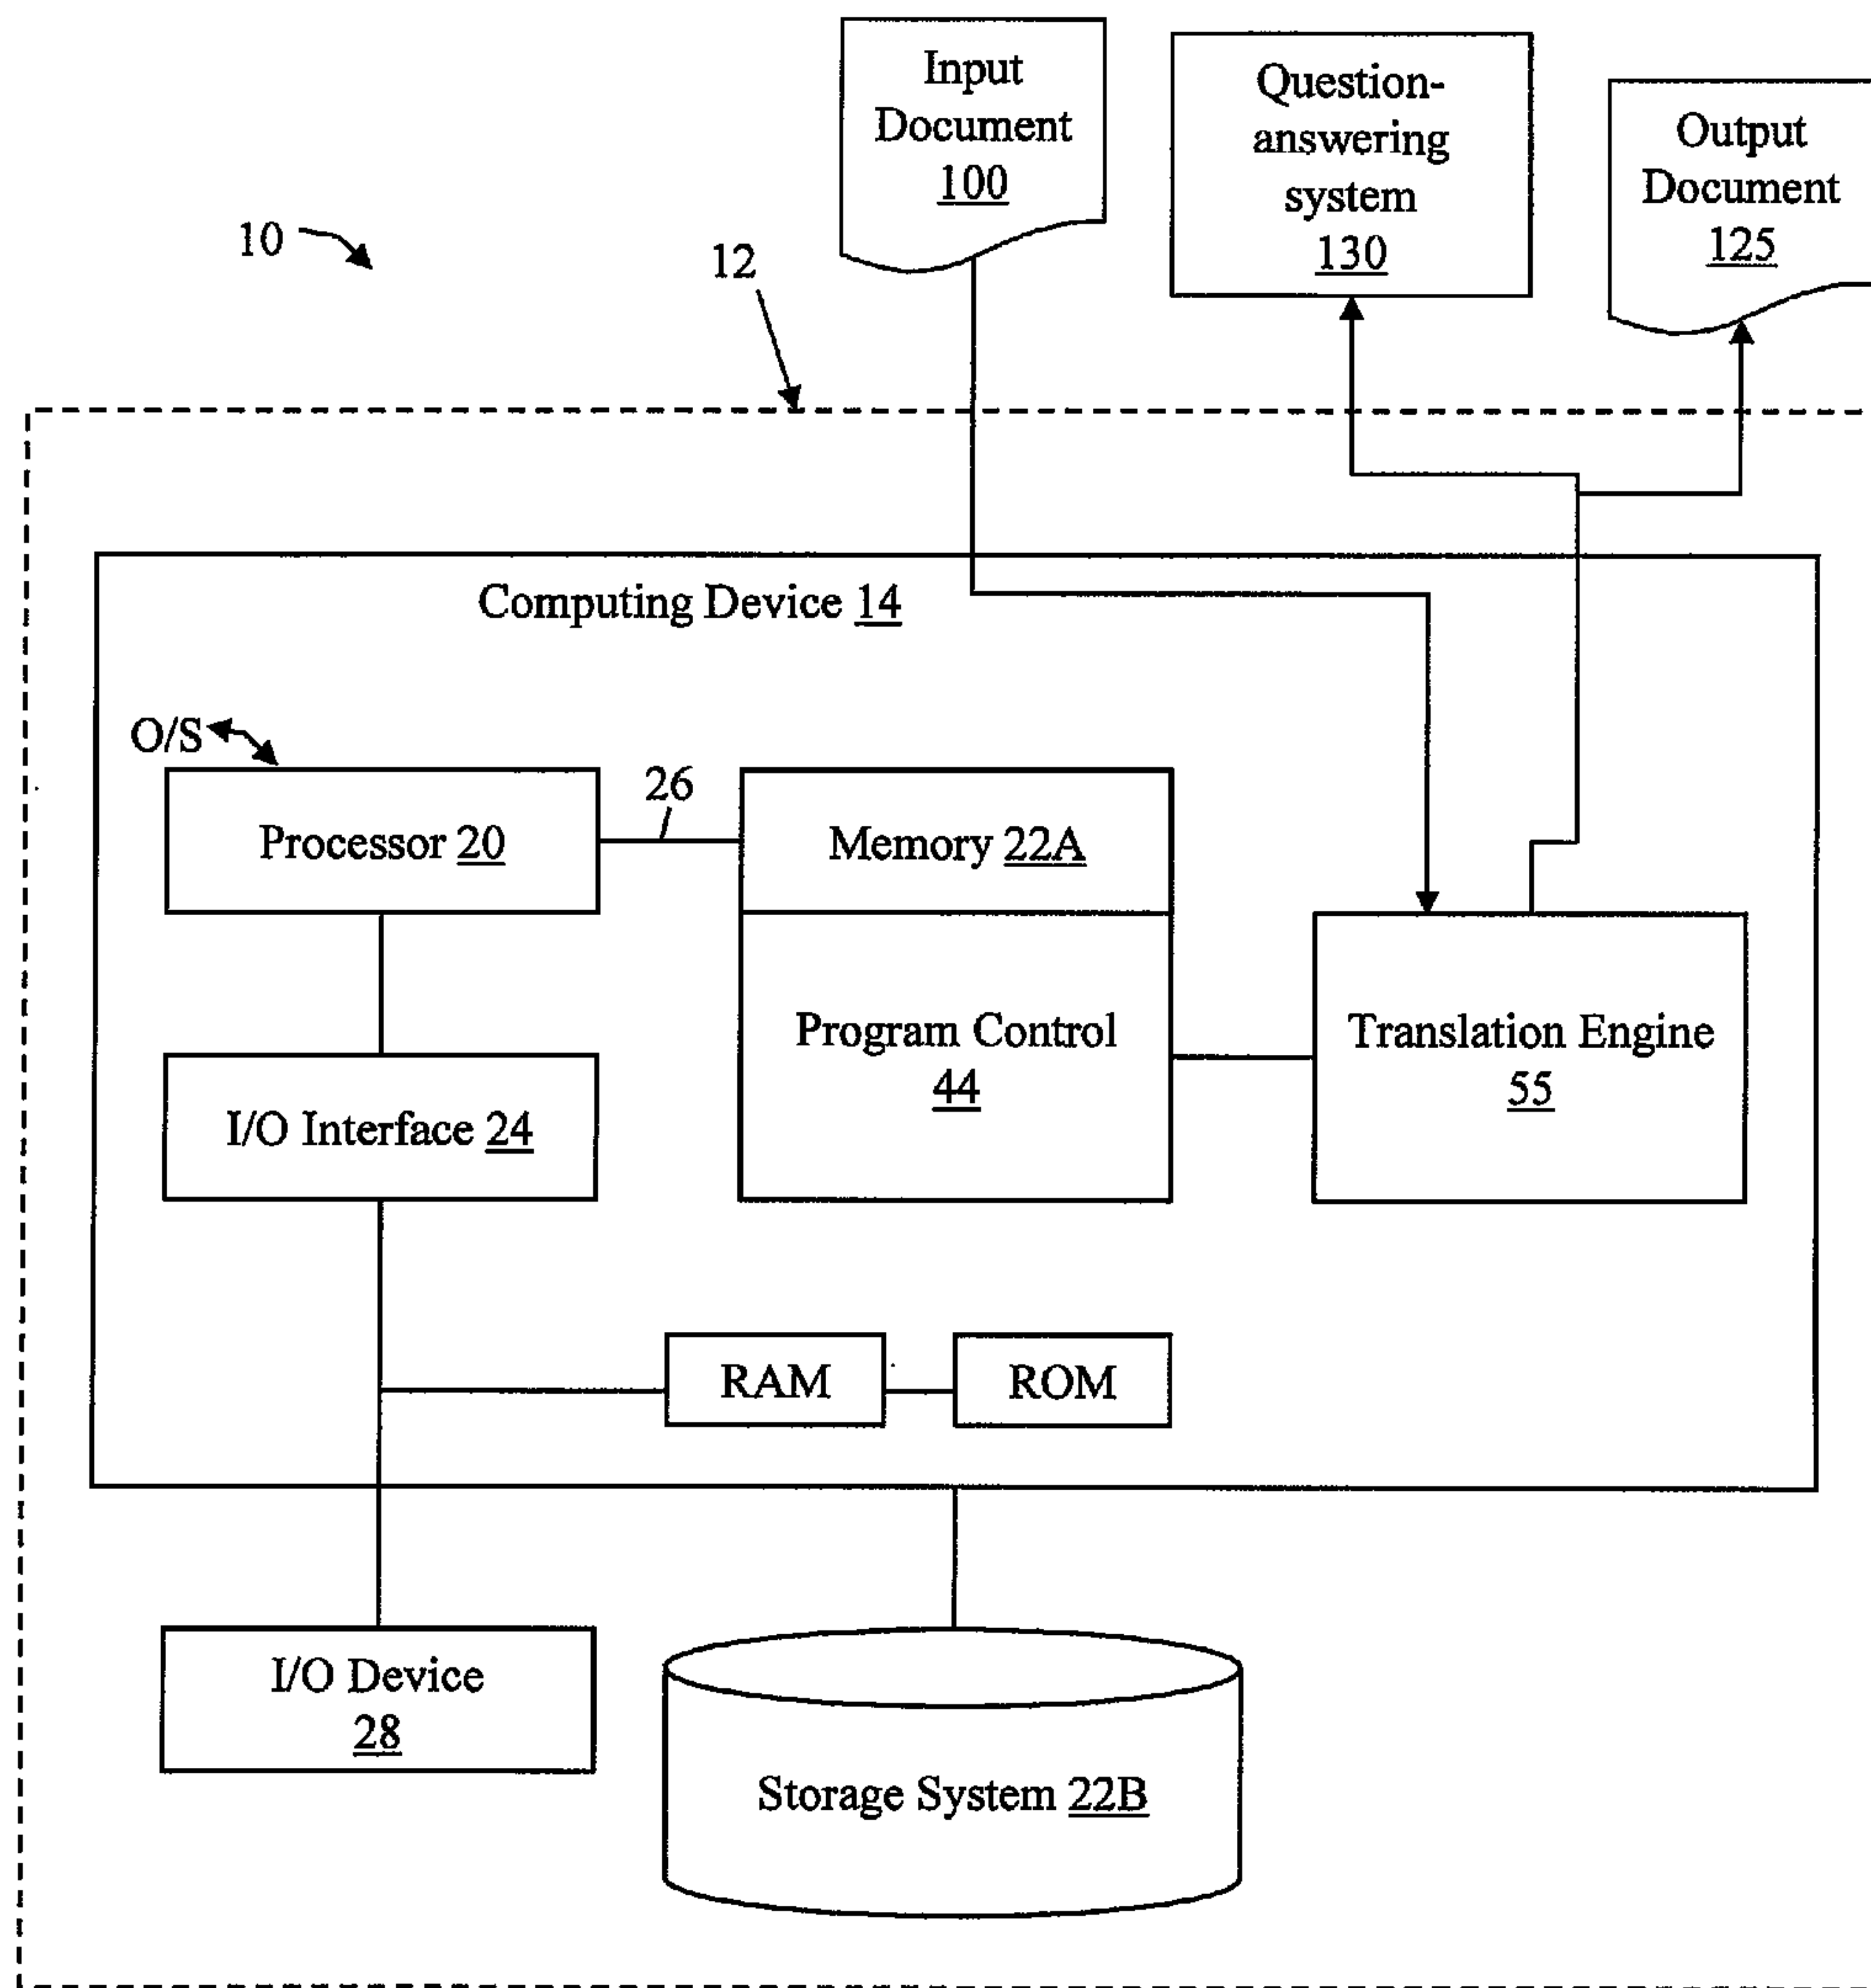 Input
Document
100
Question-
answering
system
130
Output
Document
125
10
12
Computing Device 14
O/S
26
Processor 20
Memory 22A
Program Control
44
Translation Engine
55
I/O Interface 24
RAM
ROM
I/O Device
28
Storage System 22B